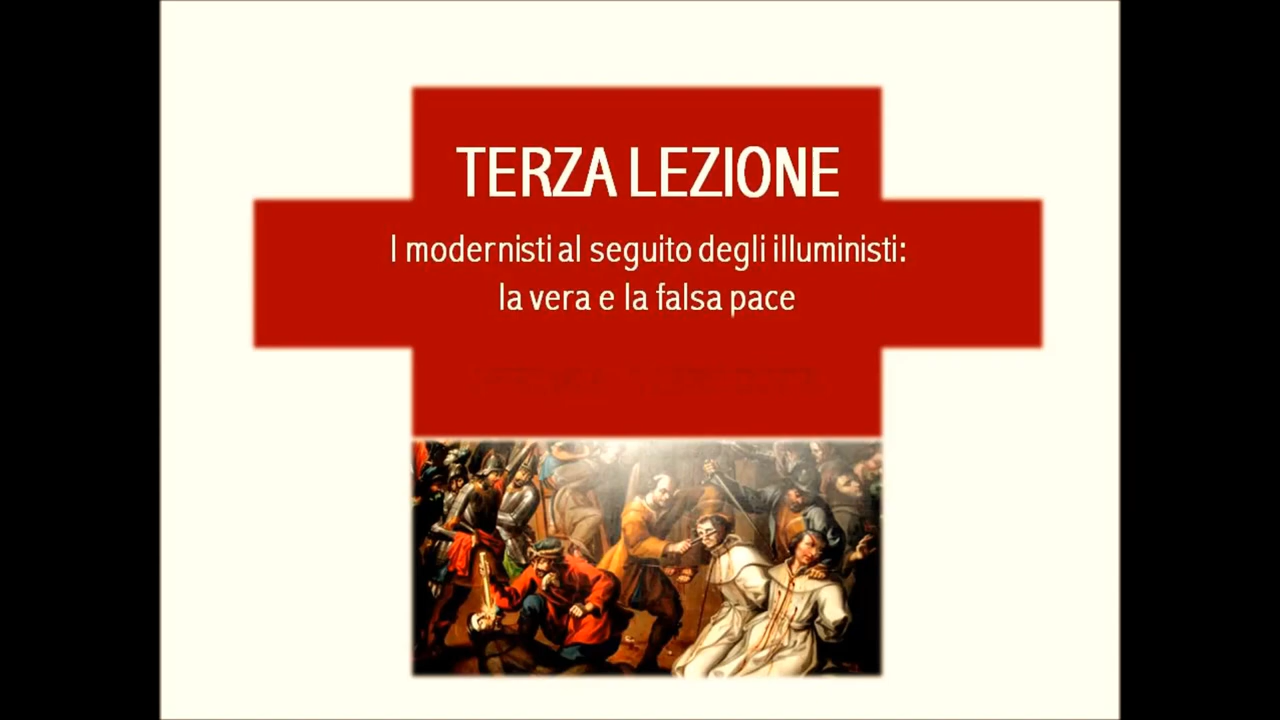 TERZA LEZIONE
I modernisti al seguito degli illuministi:
la vera e la falsa pace